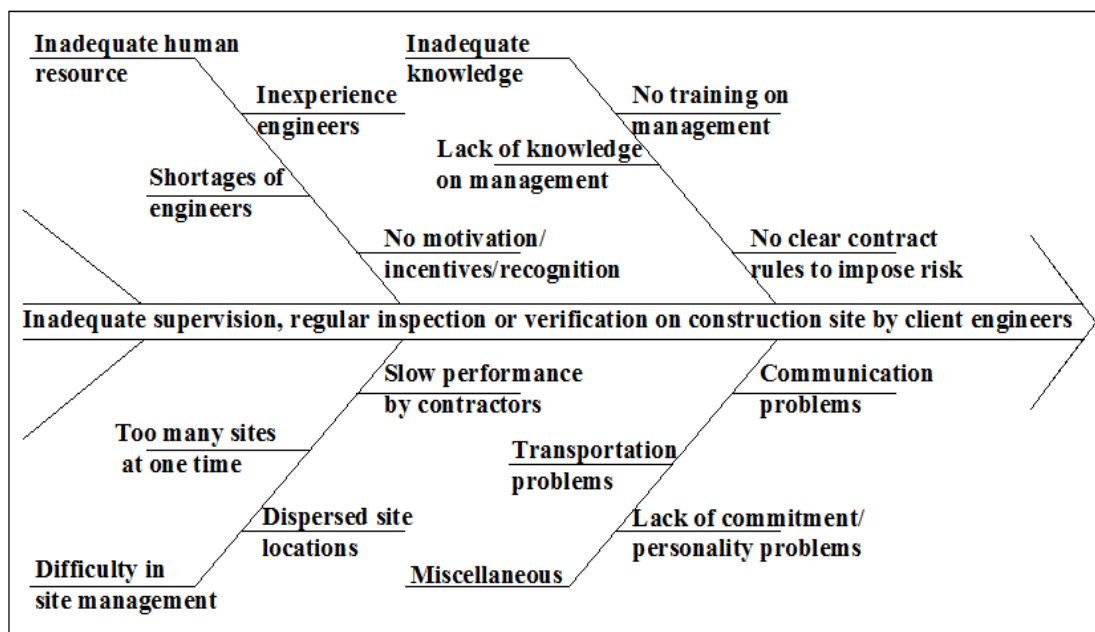 Inadequate human
resource
Inadequate
knowledge
Inexperience
engineers
No training on
management
Lack of knowledge
on management
Shortages of
engineers
No motivation/
incentives/recognition
No clear contract
rules to impose risk
Inadequate supervision, regular inspection or verification on construction site by client engineers
Slow performance
by contractors
Communication
problems
Too many sites
at one time
Transportation
problems
Dispersed site
locations
Lack of commitment/
personality problems
Difficulty in
site management
Miscellaneous